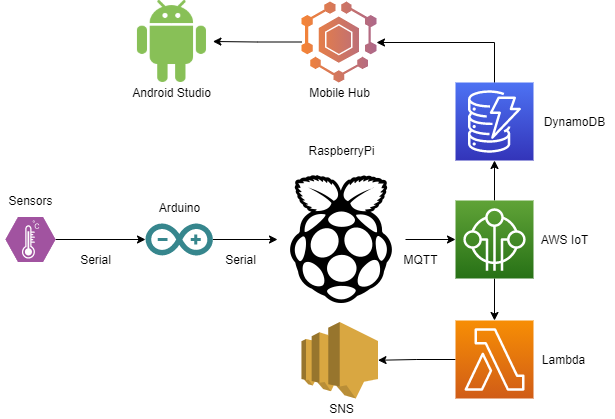 Android Studio
Mobile Hub
DynamoDB
RaspberryPi
Sensors
°C
Arduino
AWS IoT
Serial
Serial
MQTT
Lambda
SNS